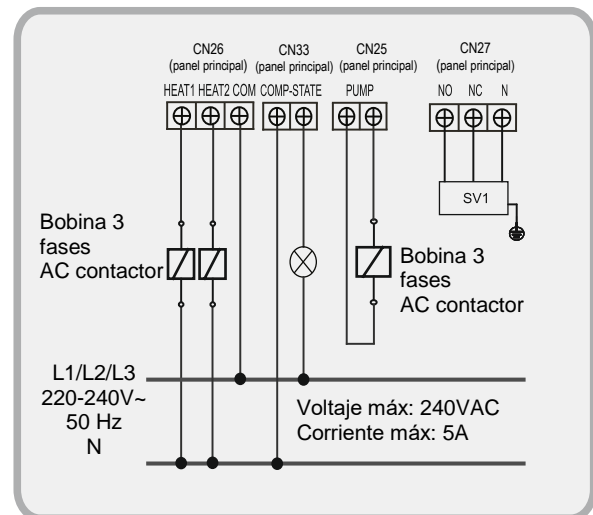 CN26
(panel principal)
CN33
(panel principal)
CN25
(panel principal)
CN27
(panel principal)
HEAT1 HEAT2 COM
COMP-STATE
PUMP
NO NC N
SV1
Bobina 3
fases
AC contactor
Bobina 3
fases
AC contactor
L1/L2/L3
220-240V~
50 Hz
N
Voltaje máx: 240VAC
Corriente máx: 5A